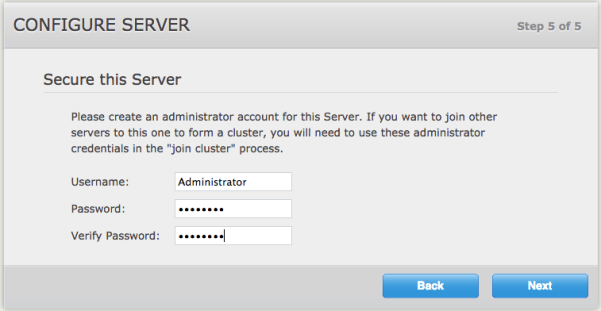 CONFIGURE SERVER
Step 5 of 5
Secure this Server
Please create an administrator account for this Server. If you want to join other
servers to this one to form a cluster, you will need to use these administrator
credentials in the "join cluster" process.
Username: Administrator
Password: ••••••••
Verify Password: ••••••••
Back Next